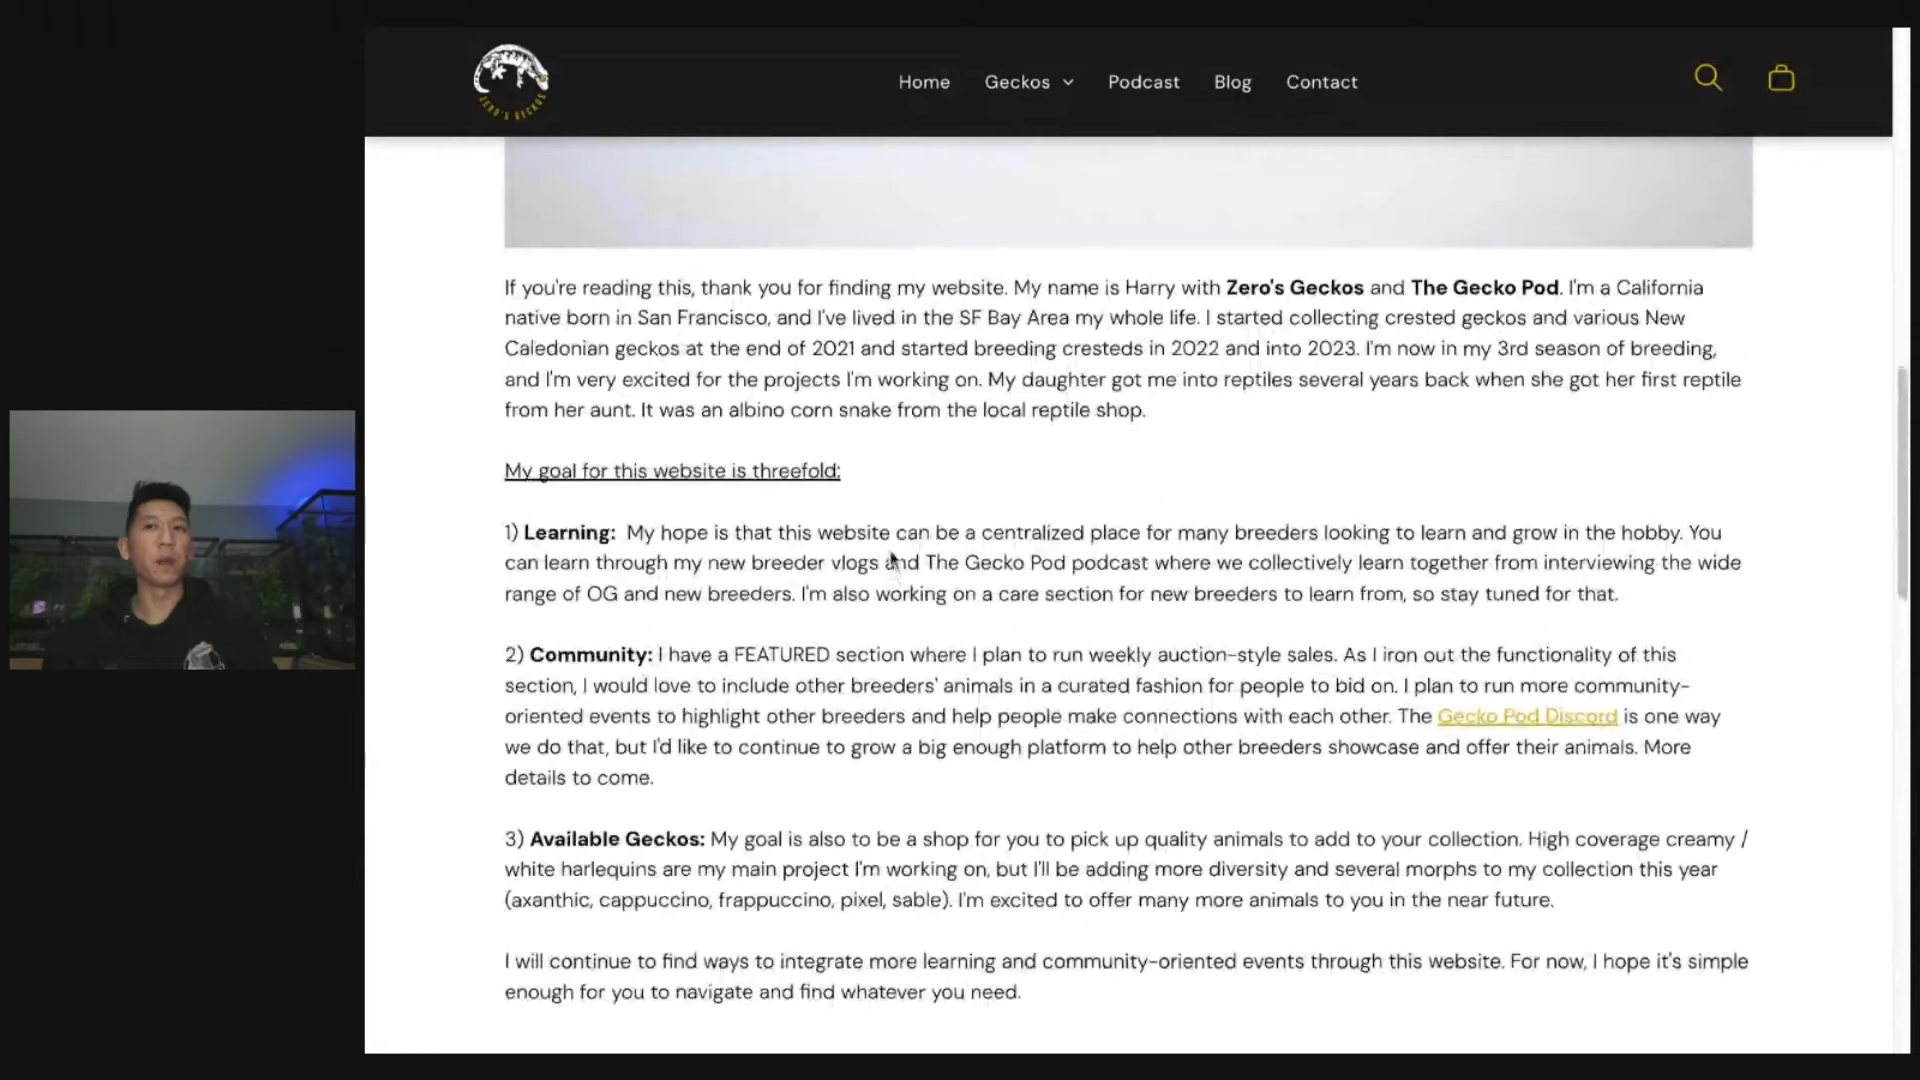 ZERO'S GECKOS
Home Geckos Podcast Blog Contact
If you're reading this, thank you for finding my website. My name is Harry with Zero's Geckos and The Gecko Pod. I'm a California
native born in San Francisco, and I've lived in the SF Bay Area my whole life. I started collecting crested geckos and various New
Caledonian geckos at the end of 2021 and started breeding cresteds in 2022 and into 2023. I'm now in my 3rd season of breeding,
and I'm very excited for the projects I'm working on. My daughter got me into reptiles several years back when she got her first reptile
from her aunt. It was an albino corn snake from the local reptile shop.
My goal for this website is threefold:
1) Learning: My hope is that this website can be a centralized place for many breeders looking to learn and grow in the hobby. You
can learn through my new breeder vlogs and The Gecko Pod podcast where we collectively learn together from interviewing the wide
range of OG and new breeders. I'm also working on a care section for new breeders to learn from, so stay tuned for that.
2) Community: I have a FEATURED section where I plan to run weekly auction-style sales. As I iron out the functionality of this
section, I would love to include other breeders' animals in a curated fashion for people to bid on. I plan to run more community-
oriented events to highlight other breeders and help people make connections with each other. The Gecko Pod Discord is one way
we do that, but I'd like to continue to grow a big enough platform to help other breeders showcase and offer their animals. More
details to come.
3) Available Geckos: My goal is also to be a shop for you to pick up quality animals to add to your collection. High coverage creamy /
white harlequins are my main project I'm working on, but I'll be adding more diversity and several morphs to my collection this year
(axanthic, cappuccino, frappuccino, pixel, sable). I'm excited to offer many more animals to you in the near future.
I will continue to find ways to integrate more learning and community-oriented events through this website. For now, I hope it's simple
enough for you to navigate and find whatever you need.